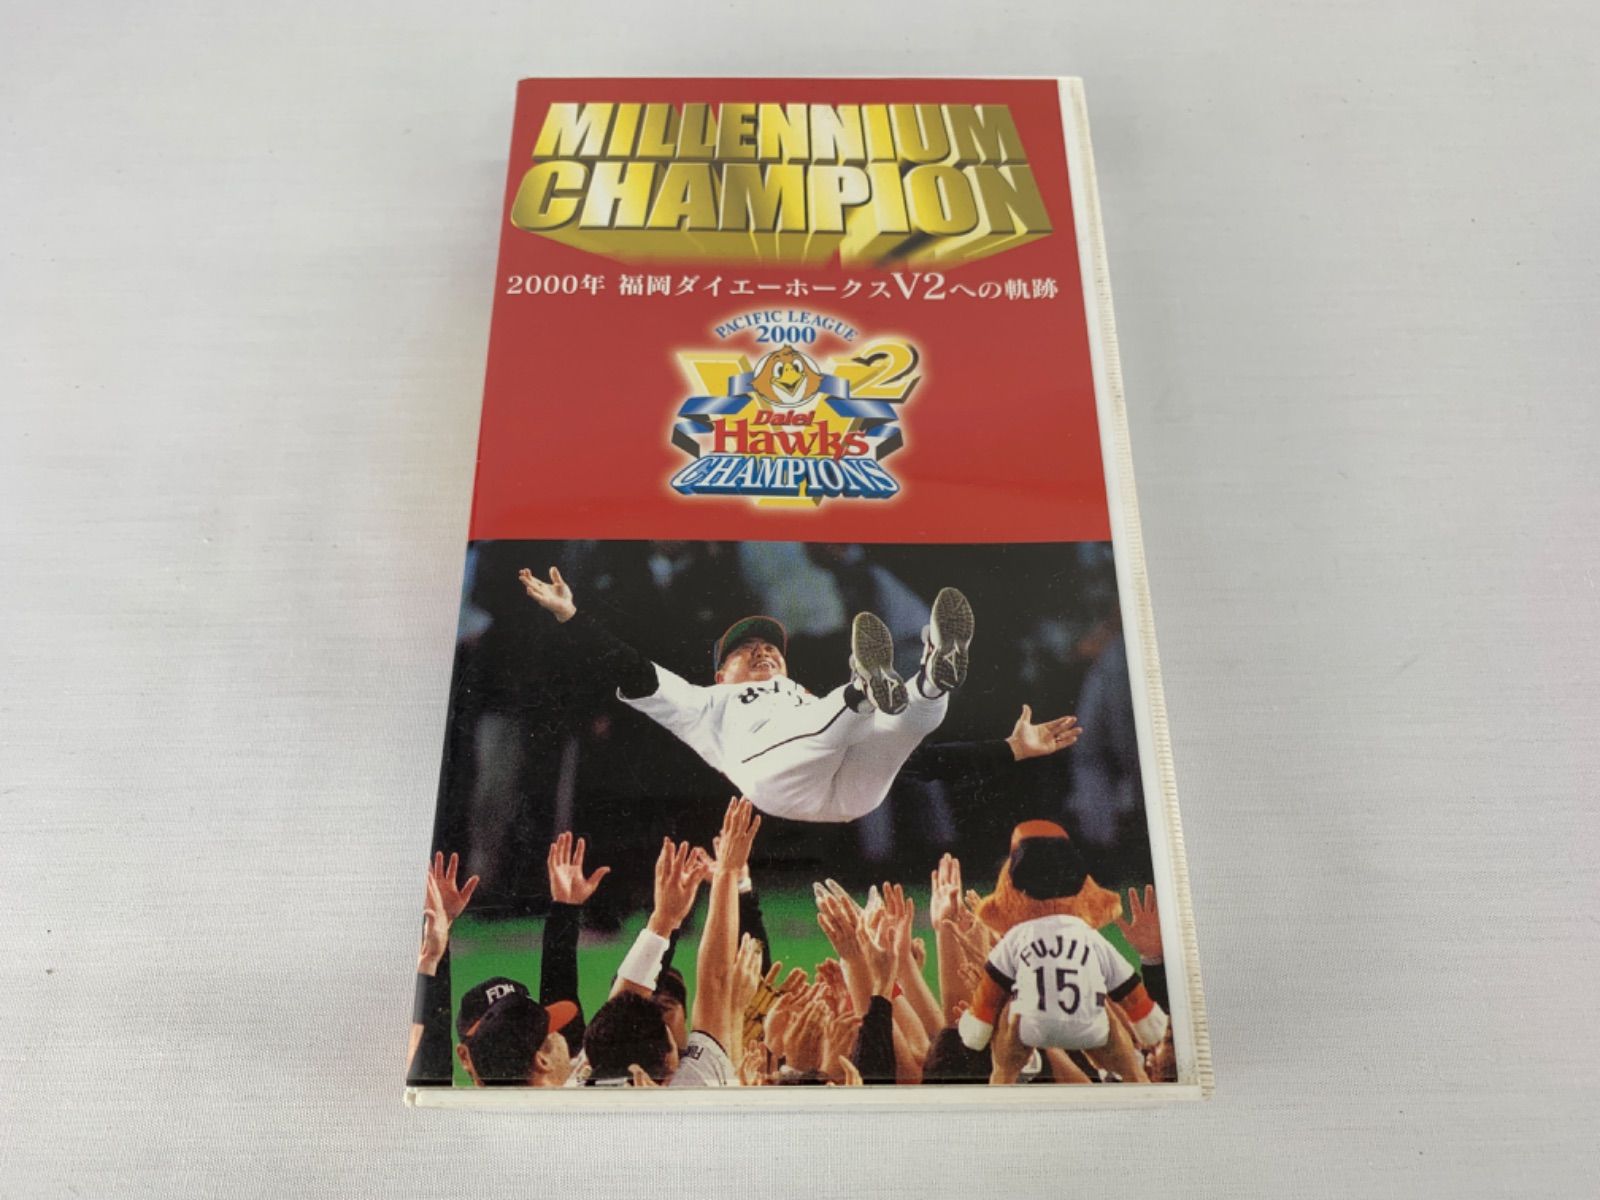 MILLENNIUM
CHAMPION
2000年 福岡ダイエーホークスV2への軌跡
PACIFIC LEAGUE
2000
V2
Daiei
Hawks
CHAMPIONS
FUJII
15
FDH